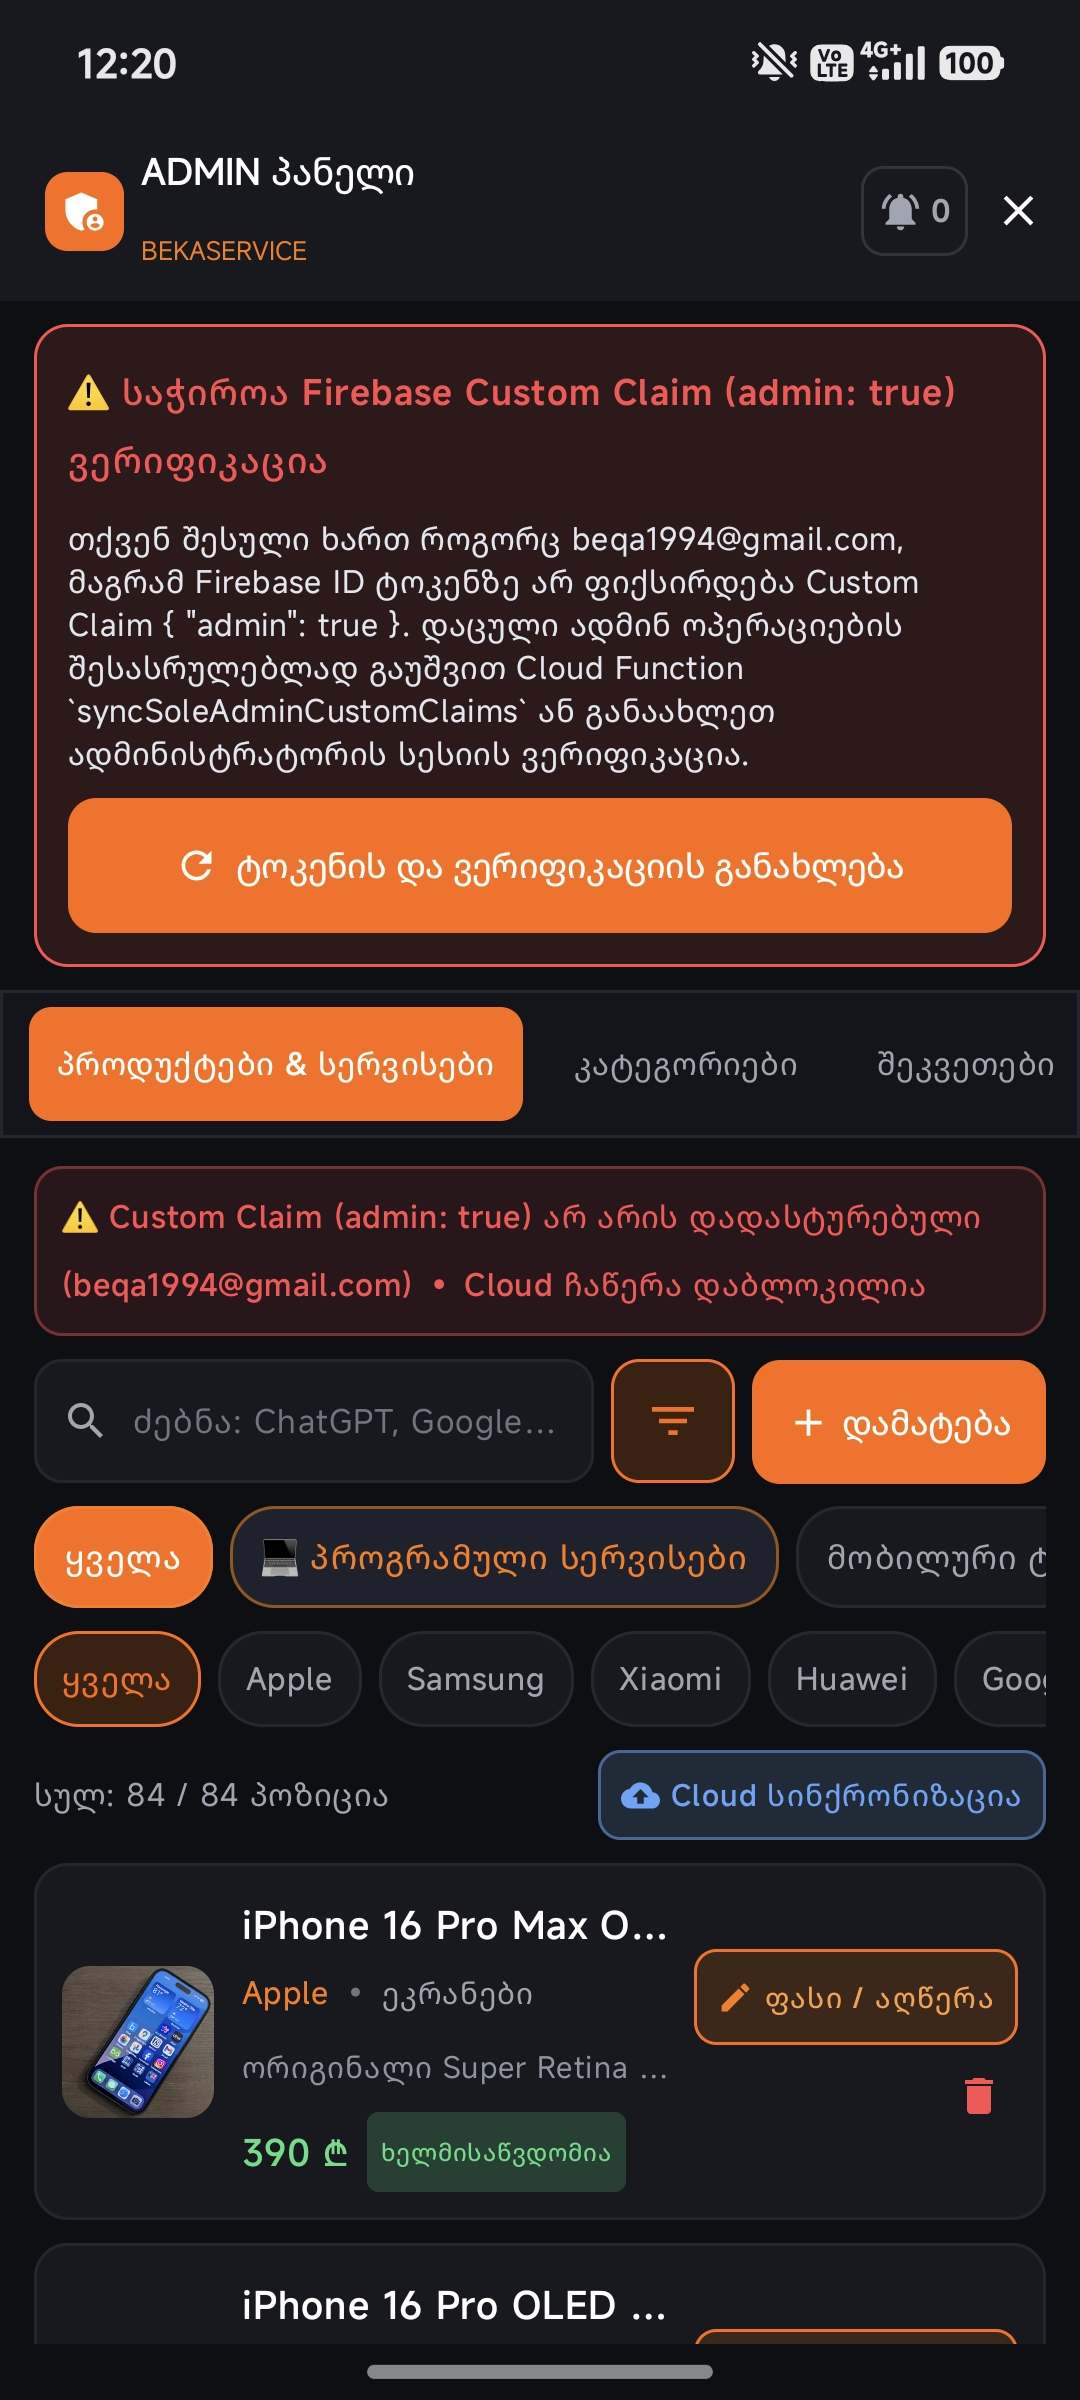 12:20
Vo LTE 4G+ 100
ADMIN პანელი
BEKASERVICE
0
⚠️ საჭიროა Firebase Custom Claim (admin: true)
ვერიფიკაცია
თქვენ შესული ხართ როგორც beqa1994@gmail.com,
მაგრამ Firebase ID ტოკენზე არ ფიქსირდება Custom
Claim { "admin": true }. დაცული ადმინ ოპერაციების
შესასრულებლად გაუშვით Cloud Function
`syncSoleAdminCustomClaims` ან განაახლეთ
ადმინისტრატორის სესიის ვერიფიკაცია.
ტოკენის და ვერიფიკაციის განახლება
პროდუქტები & სერვისები კატეგორიები შეკვეთები
⚠️ Custom Claim (admin: true) არ არის დადასტურებული
(beqa1994@gmail.com) • Cloud ჩაწერა დაბლოკილია
ძებნა: ChatGPT, Google... + დამატება
ყველა 💻 პროგრამული სერვისები მობილური
ყველა Apple Samsung Xiaomi Huawei Goog
სულ: 84 / 84 პოზიცია Cloud სინქრონიზაცია
iPhone 16 Pro Max O...
Apple • ეკრანები
ფასი / აღწერა
ორიგინალი Super Retina ...
390 ₾ ხელმისაწვდომია
iPhone 16 Pro OLED ...